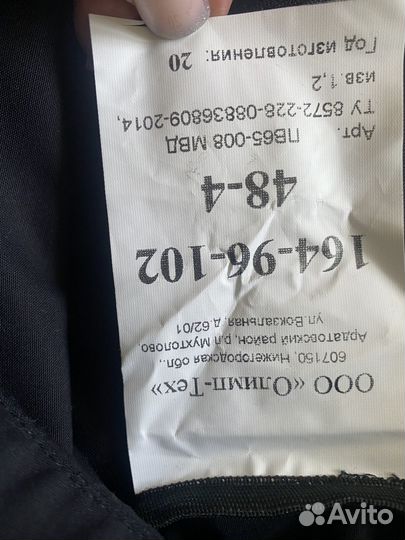 ООО «Олимп-Тех»
607150, Нижегородская обл.,
Ардатовский район, р.п Мухтолово,
ул.Вокзальная, д.62/01
164-96-102
48-4
Арт. ПВ65-008 МВД
ТУ 8572-228-08836809-2014,
изв.1,2
Год изготовления: 20
Avito